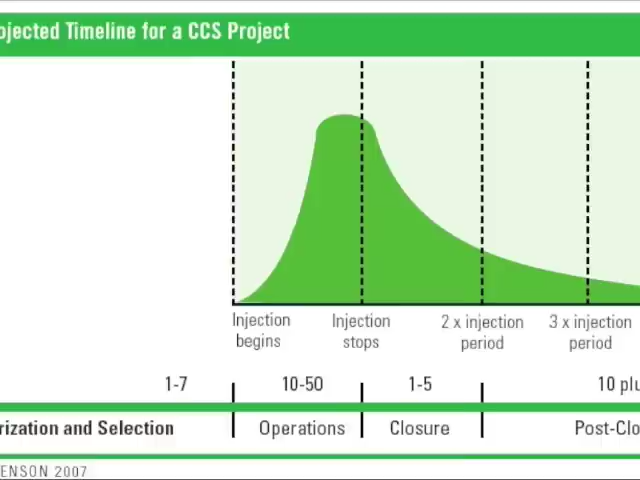 ojected Timeline for a CCS Project
Injection begins
Injection stops
2 x injection period
3 x injection period
1-7
10-50
1-5
10 plu
rization and Selection
Operations
Closure
Post-Clo
ENSON 2007